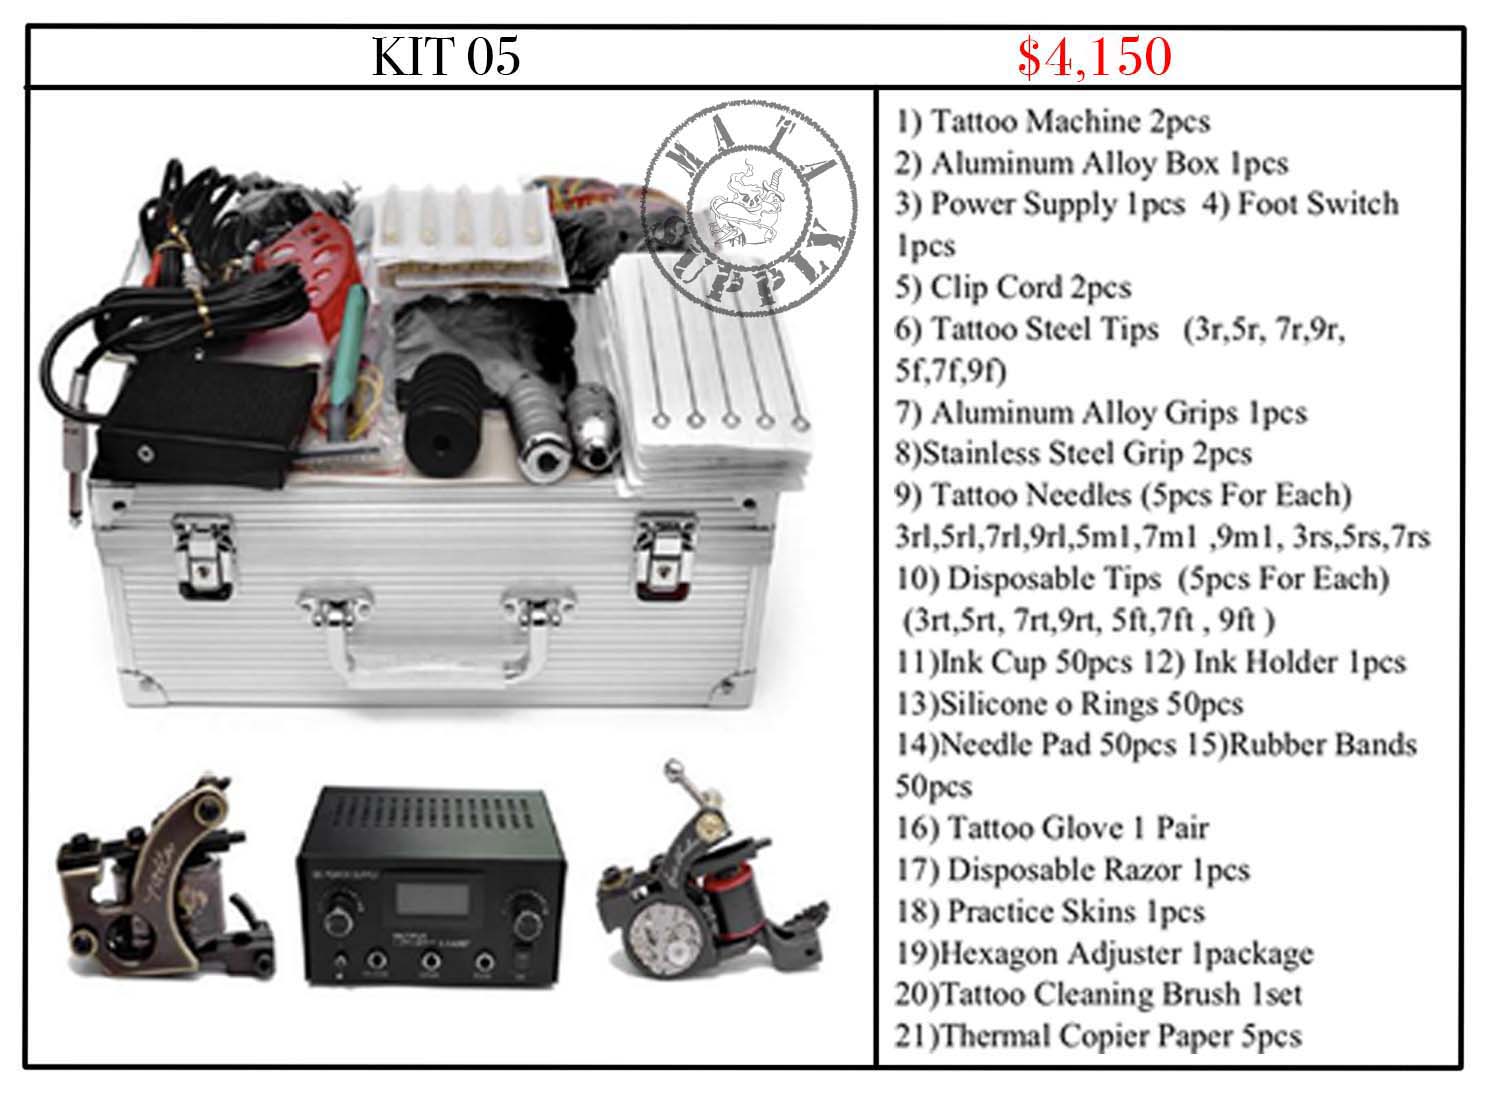 KIT 05
$4,150
MALA
SUPPLY
1) Tattoo Machine 2pcs
2) Aluminum Alloy Box 1pcs
3) Power Supply 1pcs 4) Foot Switch
1pcs
5) Clip Cord 2pcs
6) Tattoo Steel Tips (3r,5r, 7r,9r,
5f,7f,9f)
7) Aluminum Alloy Grips 1pcs
8)Stainless Steel Grip 2pcs
9) Tattoo Needles (5pcs For Each)
3rl,5rl,7rl,9rl,5m1,7m1 ,9m1, 3rs,5rs,7rs
10) Disposable Tips (5pcs For Each)
(3rt,5rt, 7rt,9rt, 5ft,7ft , 9ft )
11)Ink Cup 50pcs 12) Ink Holder 1pcs
13)Silicone o Rings 50pcs
14)Needle Pad 50pcs 15)Rubber Bands
50pcs
16) Tattoo Glove 1 Pair
17) Disposable Razor 1pcs
18) Practice Skins 1pcs
19)Hexagon Adjuster 1package
20)Tattoo Cleaning Brush 1set
21)Thermal Copier Paper 5pcs
Tattoo
POWER SUPPLY